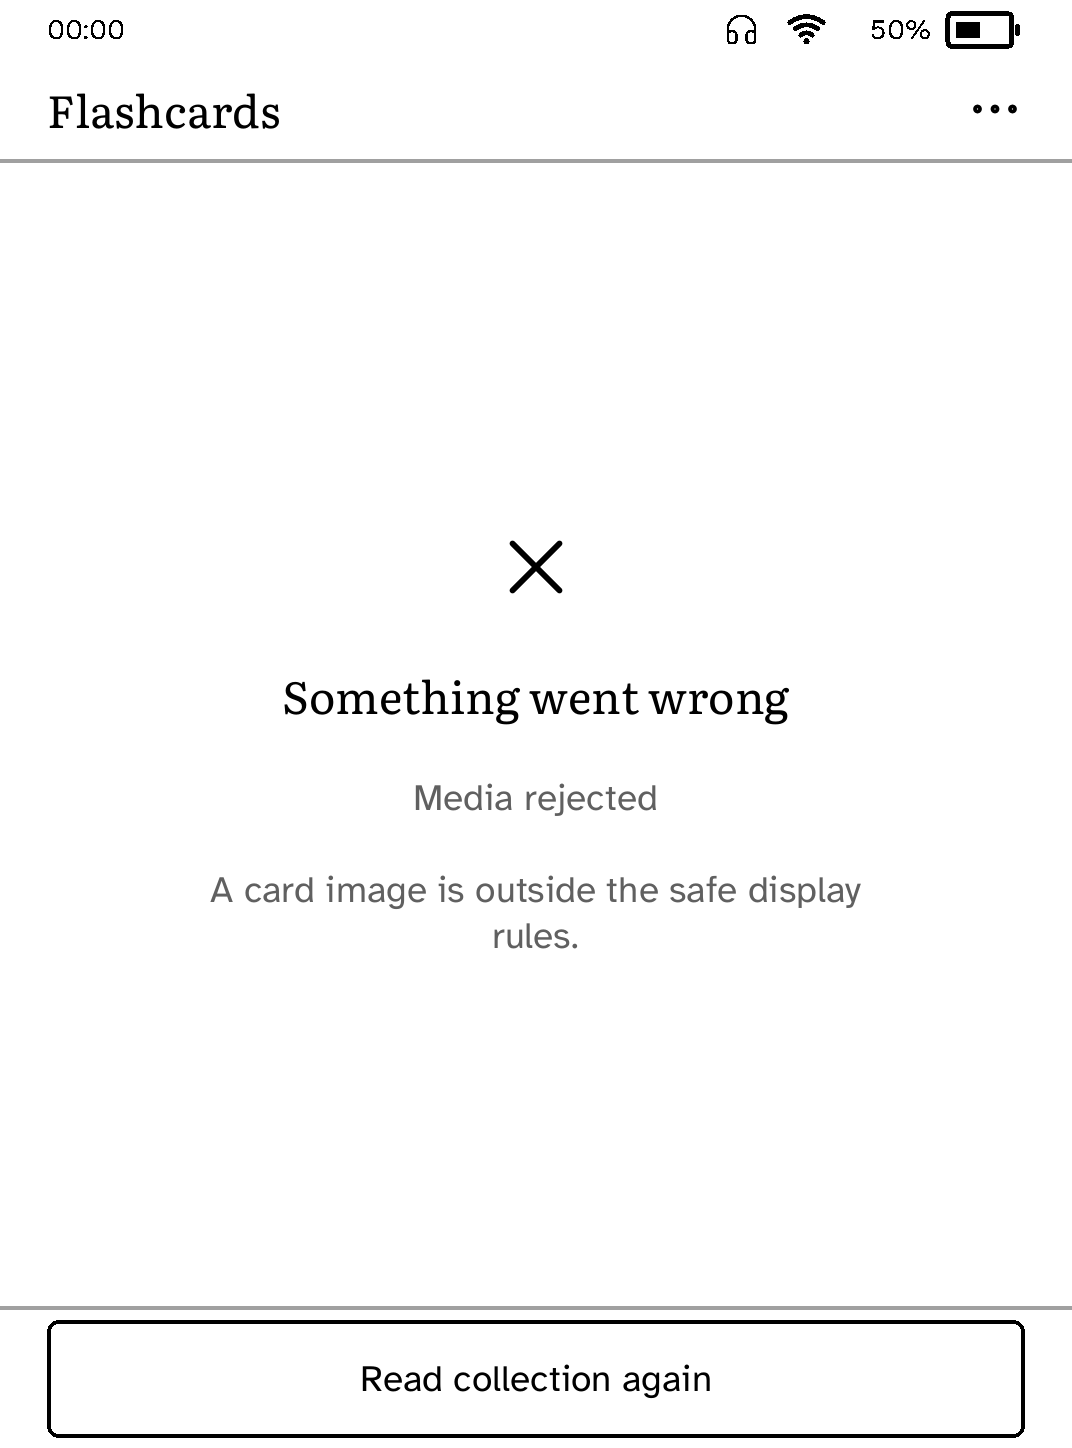 00:00
50%
Flashcards
Something went wrong
Media rejected
A card image is outside the safe display
rules.
Read collection again